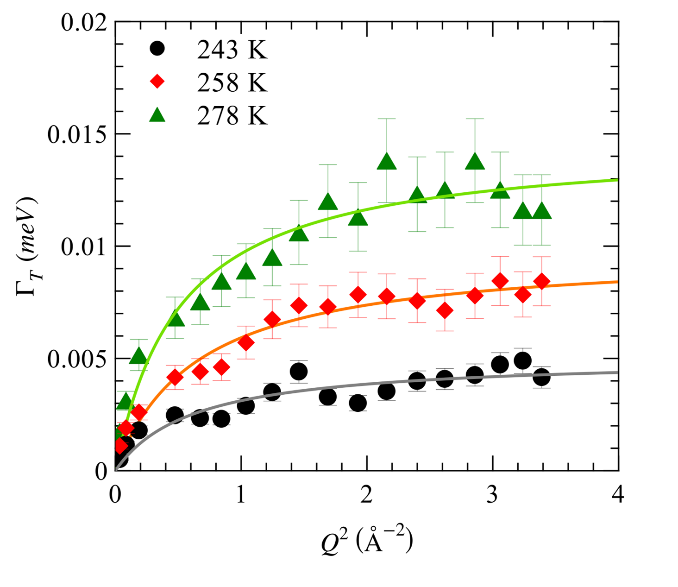 0.02
0.015
0.01
0.005
0
Γ_T (meV)
243 K
258 K
278 K
0 1 2 3 4
Q² (Å⁻²)